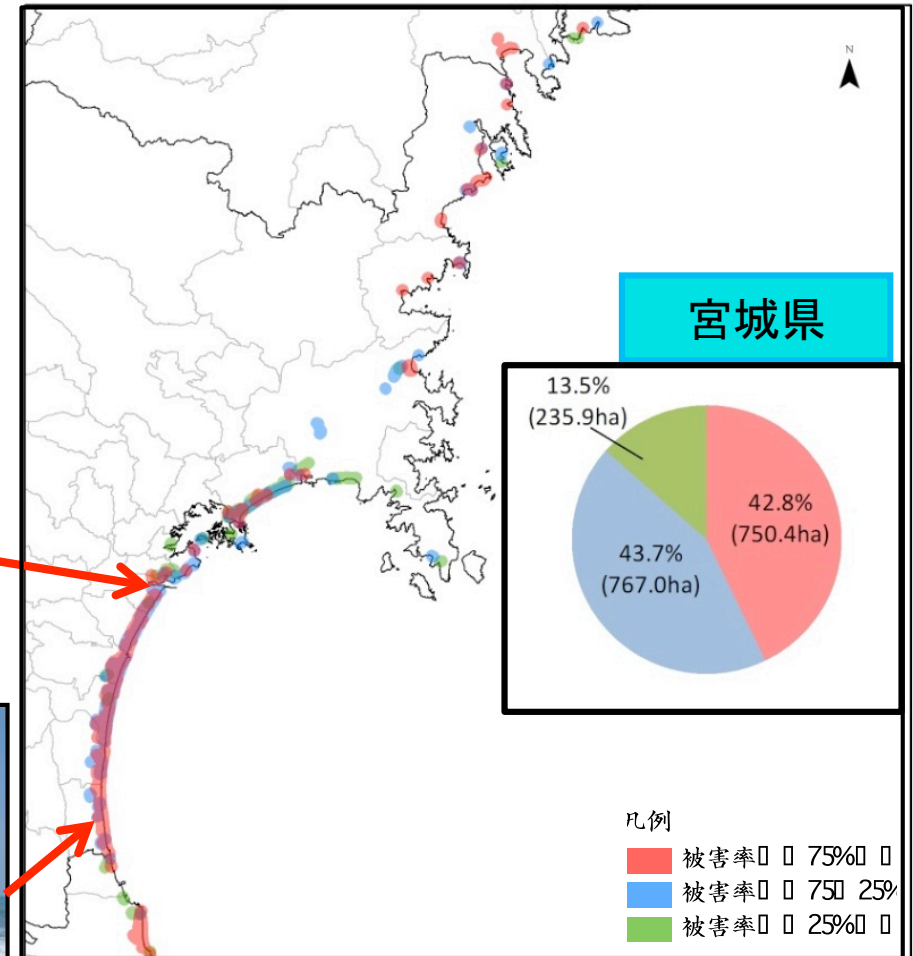 N
宮城県
13.5%
(235.9ha)
42.8%
(750.4ha)
43.7%
(767.0ha)
凡例
被害率 75%
被害率 75 25%
被害率 25%